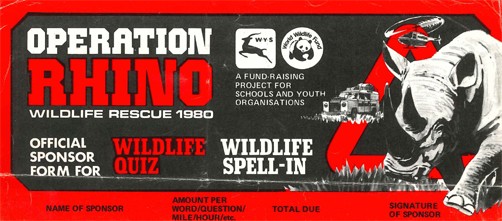 OPERATION
RHINO
WILDLIFE RESCUE 1980
WYS
World Wildlife Fund
A FUND-RAISING
PROJECT FOR
SCHOOLS AND YOUTH
ORGANISATIONS
OFFICIAL
SPONSOR
FORM FOR
WILDLIFE
QUIZ
WILDLIFE
SPELL-IN
NAME OF SPONSOR
AMOUNT PER
WORD/QUESTION/
MILE/HOUR/etc.
TOTAL DUE
SIGNATURE
OF SPONSOR